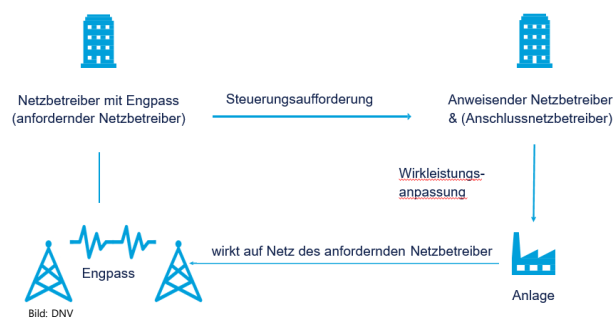 Netzbetreiber mit Engpass
(anfordernder Netzbetreiber)
Steuerungsaufforderung
Anweisender Netzbetreiber
& (Anschlussnetzbetreiber)
Wirkleistungs-
anpassung
wirkt auf Netz des anfordernden Netzbetreiber
Engpass
Anlage
Bild: DNV